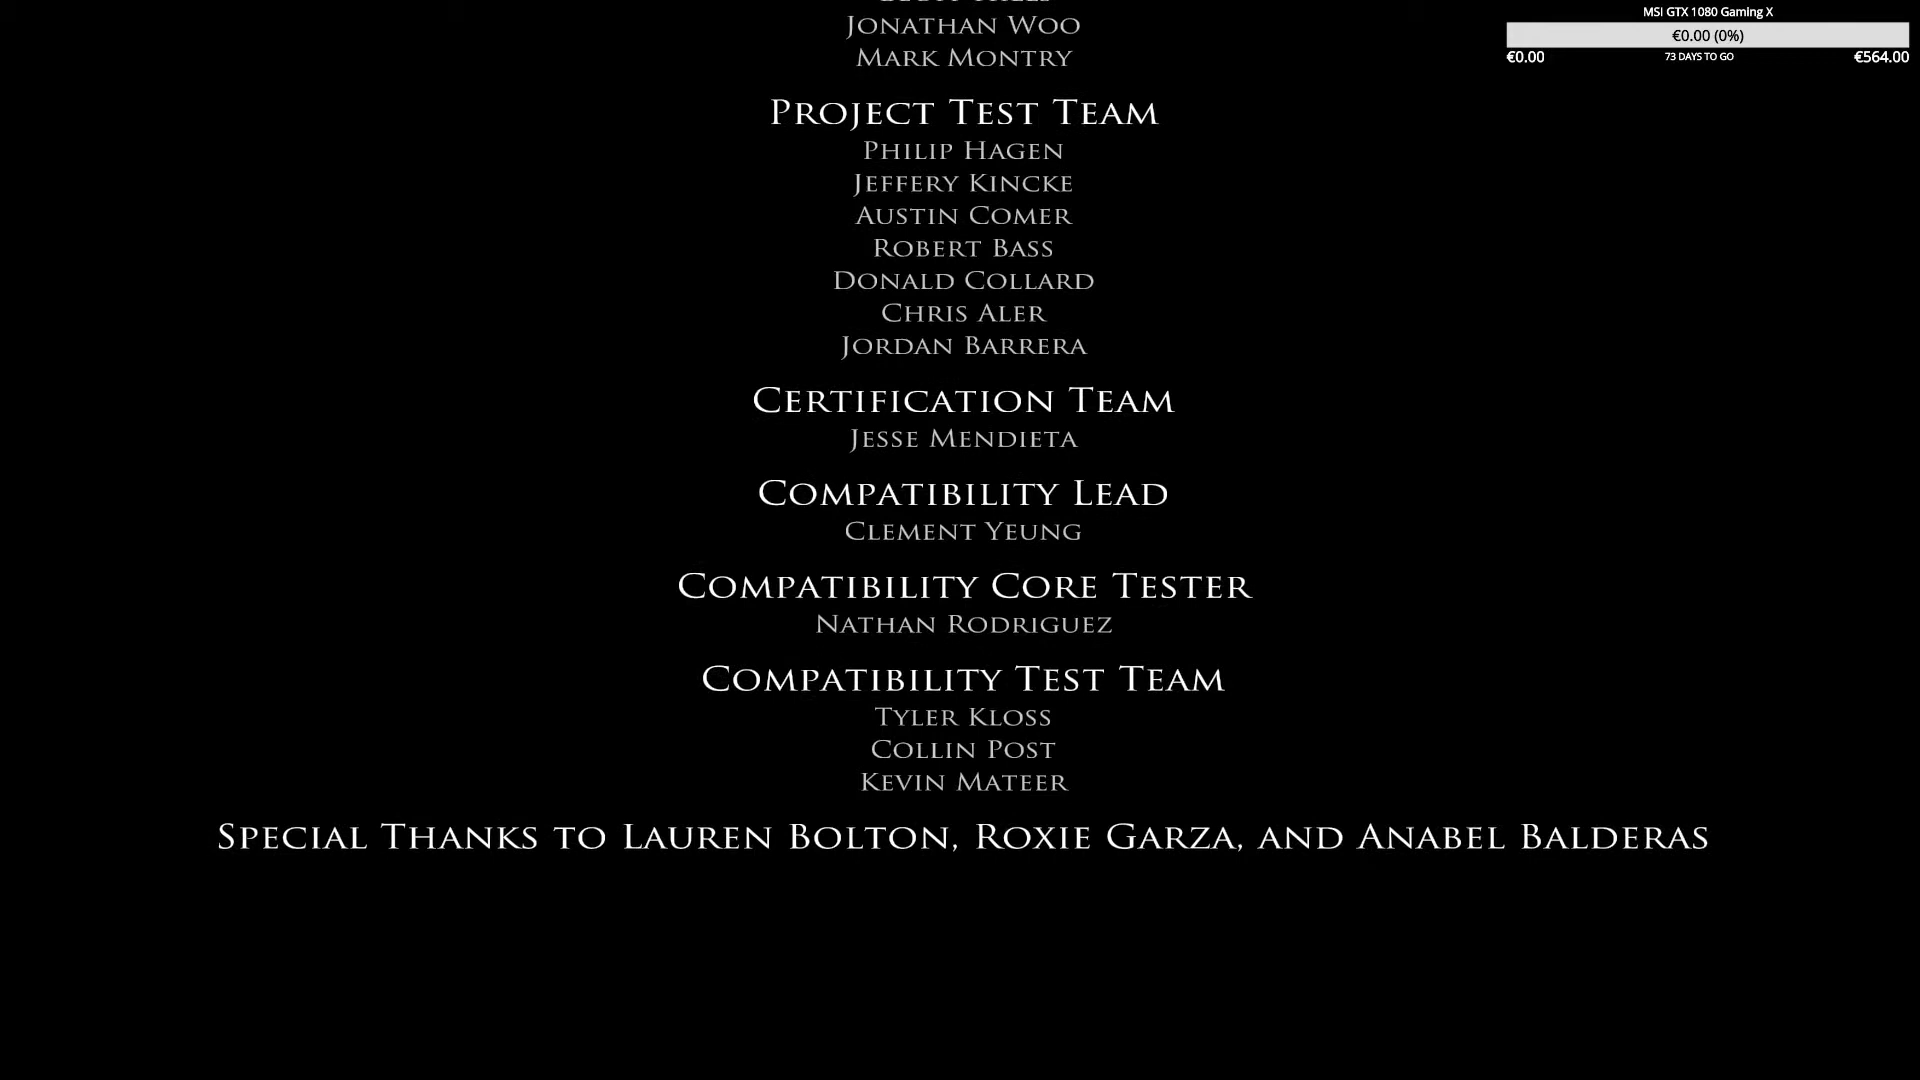 Jonathan Woo
Mark Montry
Project Test Team
Philip Hagen
Jeffery Kincke
Austin Comer
Robert Bass
Donald Collard
Chris Aler
Jordan Barrera
Certification Team
Jesse Mendieta
Compatibility Lead
Clement Yeung
Compatibility Core Tester
Nathan Rodriguez
Compatibility Test Team
Tyler Kloss
Collin Post
Kevin Mateer
Special Thanks to Lauren Bolton, Roxie Garza, and Anabel Balderas
MSI GTX 1080 Gaming X
€0.00 (0%)
€0.00 73 DAYS TO GO €564.00